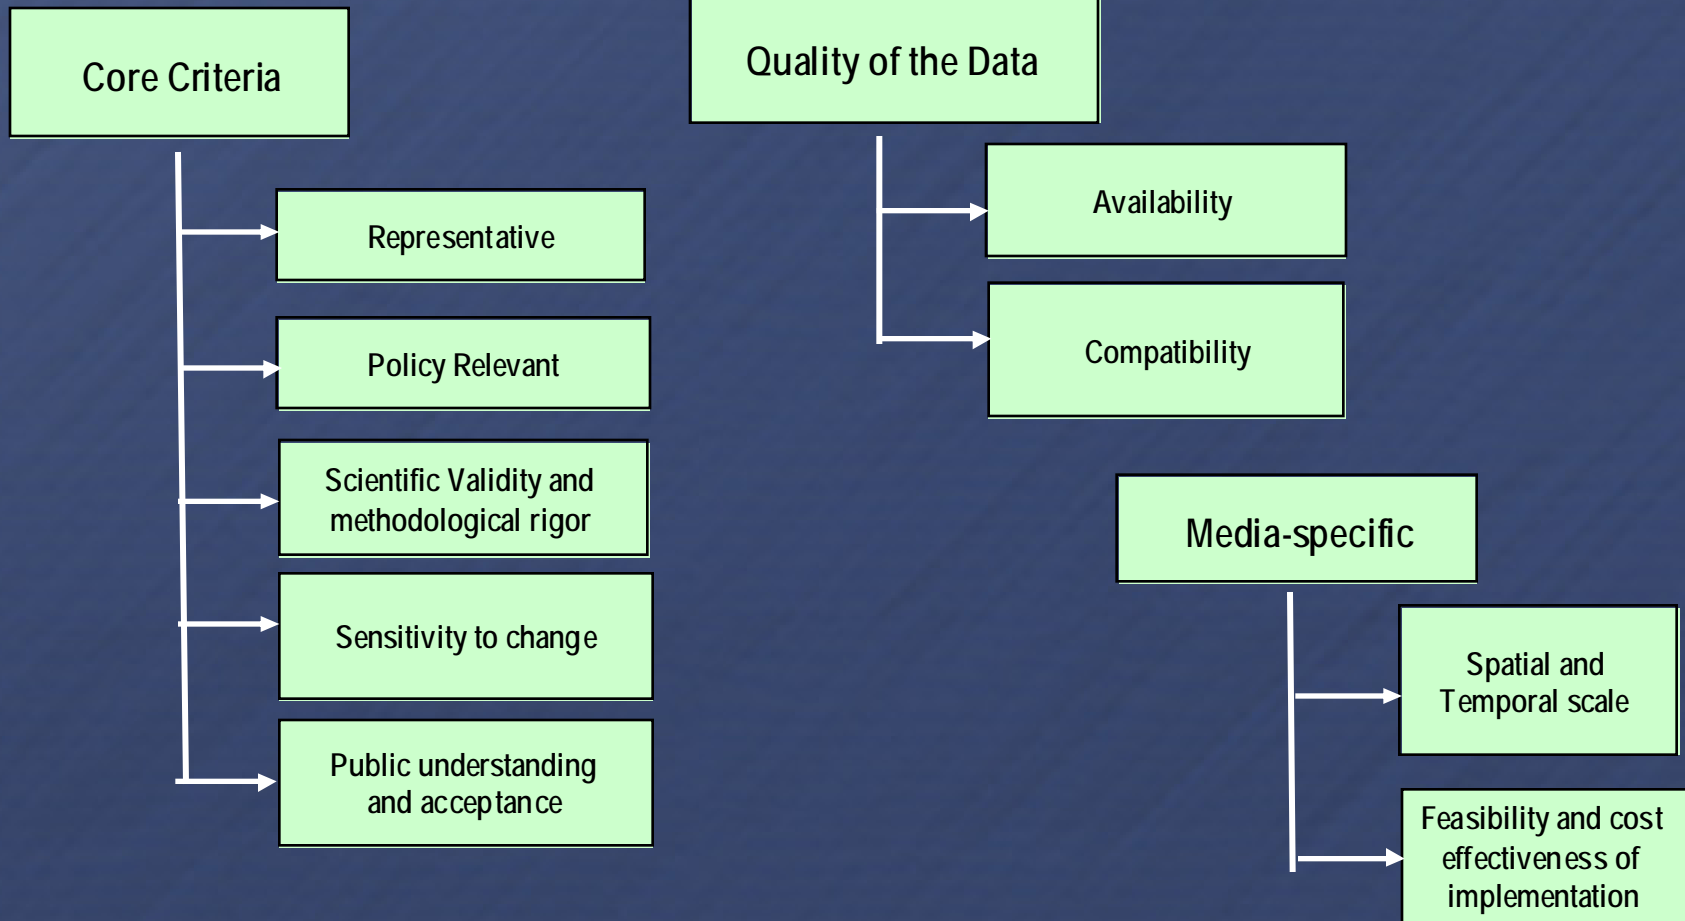 Core Criteria
Representative
Policy Relevant
Scientific Validity and
methodological rigor
Sensitivity to change
Public understanding
and acceptance
Quality of the Data
Availability
Compatibility
Media-specific
Spatial and
Temporal scale
Feasibility and cost
effectiveness of
implementation